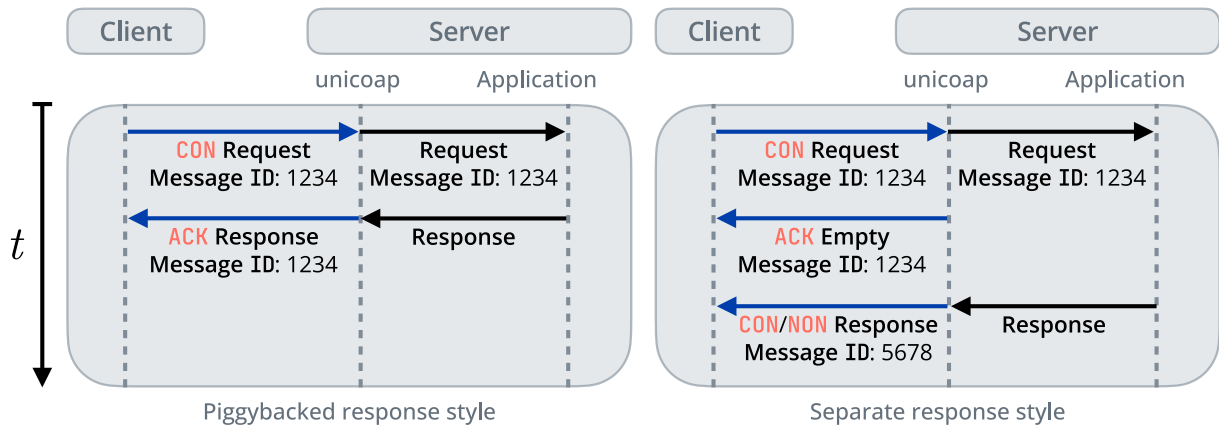 Client
Server
Client
Server
unicoap
Application
unicoap
Application
t
CON Request
Message ID: 1234
Request
Message ID: 1234
ACK Response
Message ID: 1234
Response
CON Request
Message ID: 1234
Request
Message ID: 1234
ACK Empty
Message ID: 1234
CON/NON Response
Message ID: 5678
Response
Piggybacked response style
Separate response style